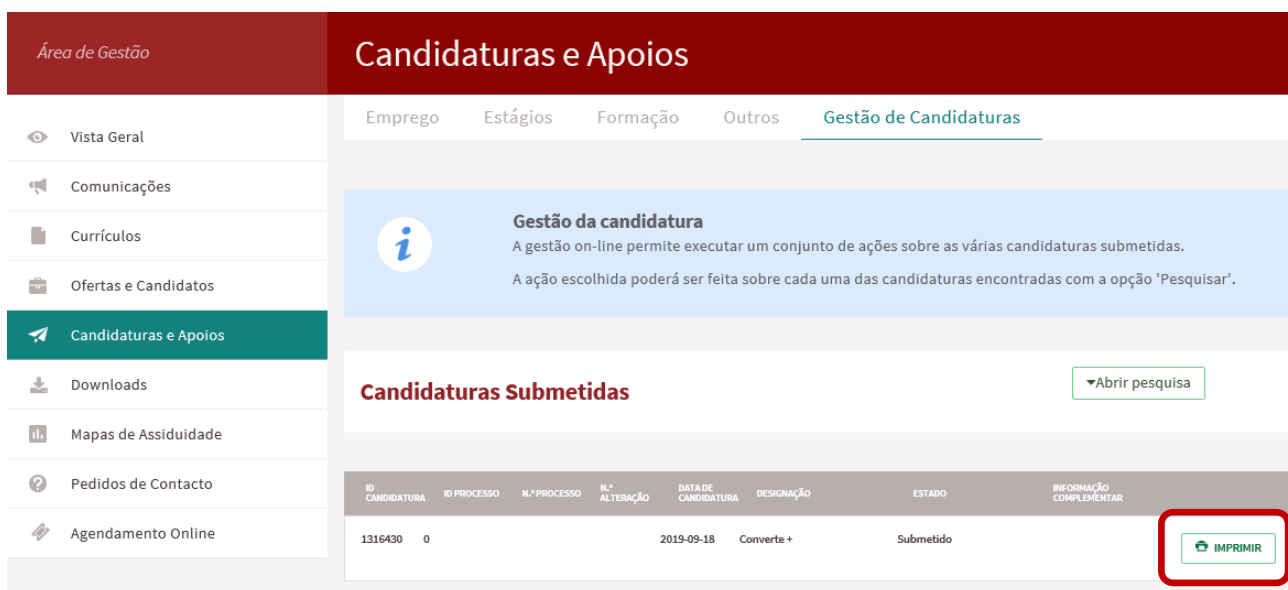 Área de Gestão
Candidaturas e Apoios
Emprego Estágios Formação Outros Gestão de Candidaturas
Vista Geral
Comunicações
Currículos
Ofertas e Candidatos
Candidaturas e Apoios
Downloads
Mapas de Assiduidade
Pedidos de Contacto
Agendamento Online
Gestão da candidatura
A gestão on-line permite executar um conjunto de ações sobre as várias candidaturas submetidas.
A ação escolhida poderá ser feita sobre cada uma das candidaturas encontradas com a opção 'Pesquisar'.
Candidaturas Submetidas
Abrir pesquisa
ID CANDIDATURA ID PROCESSO N.º PROCESSO N.º ALTERAÇÃO DATA DE CANDIDATURA DESIGNAÇÃO ESTADO INFORMAÇÃO COMPLEMENTAR
1316430 0 2019-09-18 Converte + Submetido IMPRIMIR